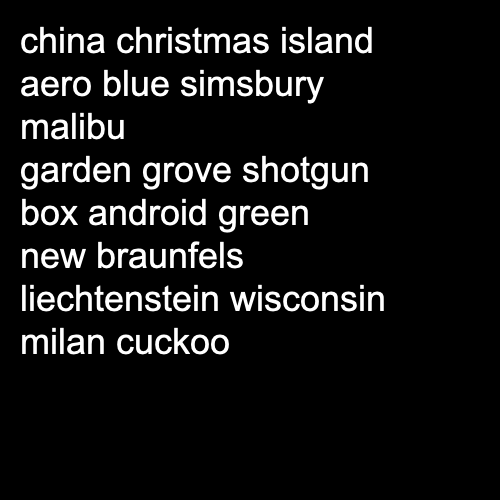 china christmas island
aero blue simsbury
malibu
garden grove shotgun
box android green
new braunfels
liechtenstein wisconsin
milan cuckoo